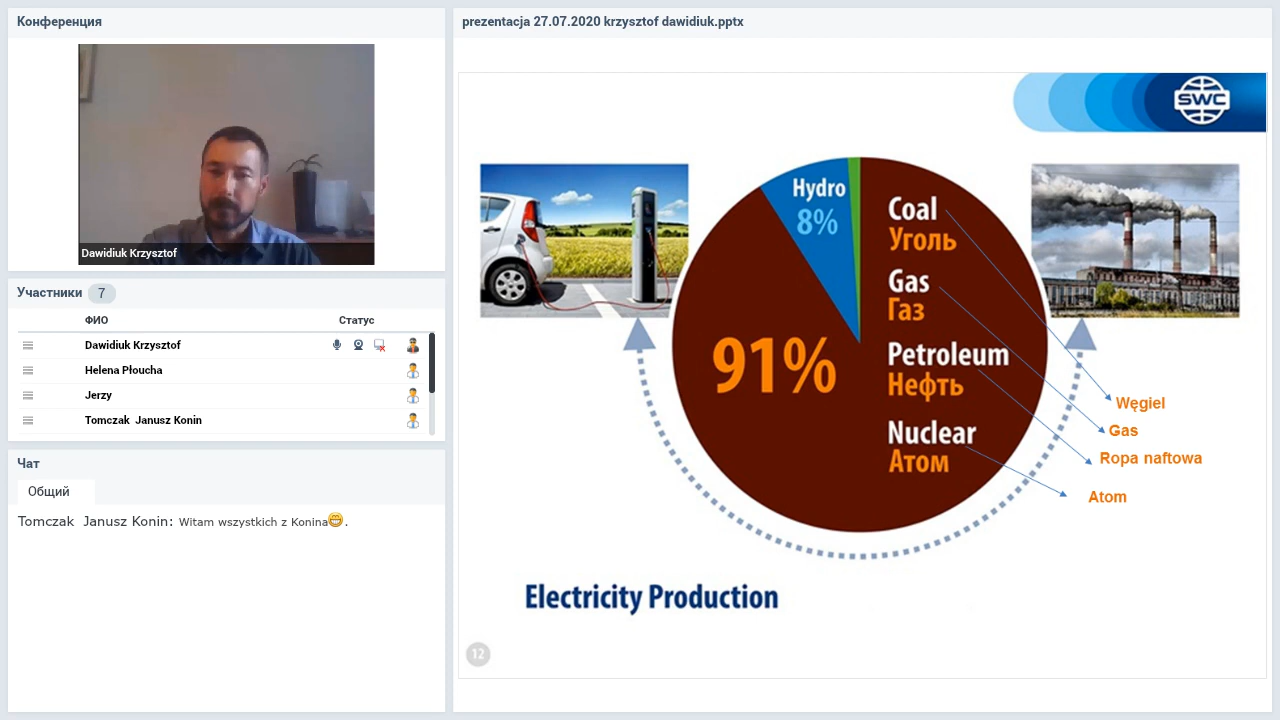 Конференция
Dawidiuk Krzysztof
Участники 7
ФИО Статус
Dawidiuk Krzysztof
Helena Płoucha
Jerzy
Tomczak Janusz Konin
Чат
Общий
Tomczak Janusz Konin: Witam wszystkich z Konina😁.
prezentacja 27.07.2020 krzysztof dawidiuk.pptx
SWC
Hydro
8%
91%
Coal
Уголь
Gas
Газ
Petroleum
Нефть
Nuclear
Атом
Węgiel
Gas
Ropa naftowa
Atom
Electricity Production
12